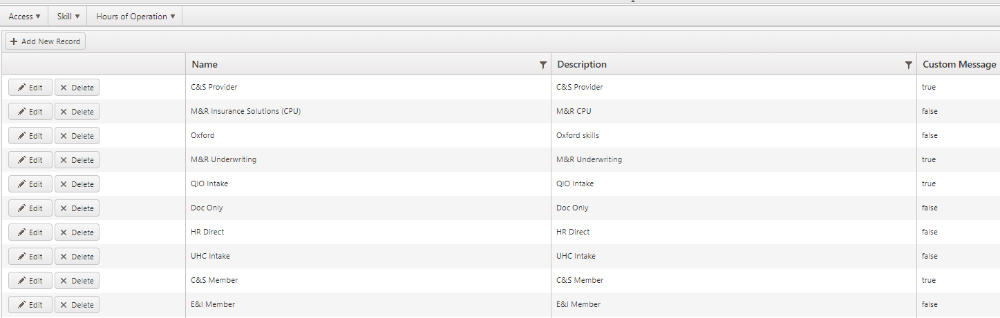 Access Skill Hours of Operation
Add New Record
Name Description Custom Message
Edit Delete C&S Provider C&S Provider true
Edit Delete M&R Insurance Solutions (CPU) M&R CPU false
Edit Delete Oxford Oxford skills false
Edit Delete M&R Underwriting M&R Underwriting true
Edit Delete QIO Intake QIO Intake true
Edit Delete Doc Only Doc Only false
Edit Delete HR Direct HR Direct false
Edit Delete UHC Intake UHC Intake false
Edit Delete C&S Member C&S Member true
Edit Delete E&I Member E&I Member false